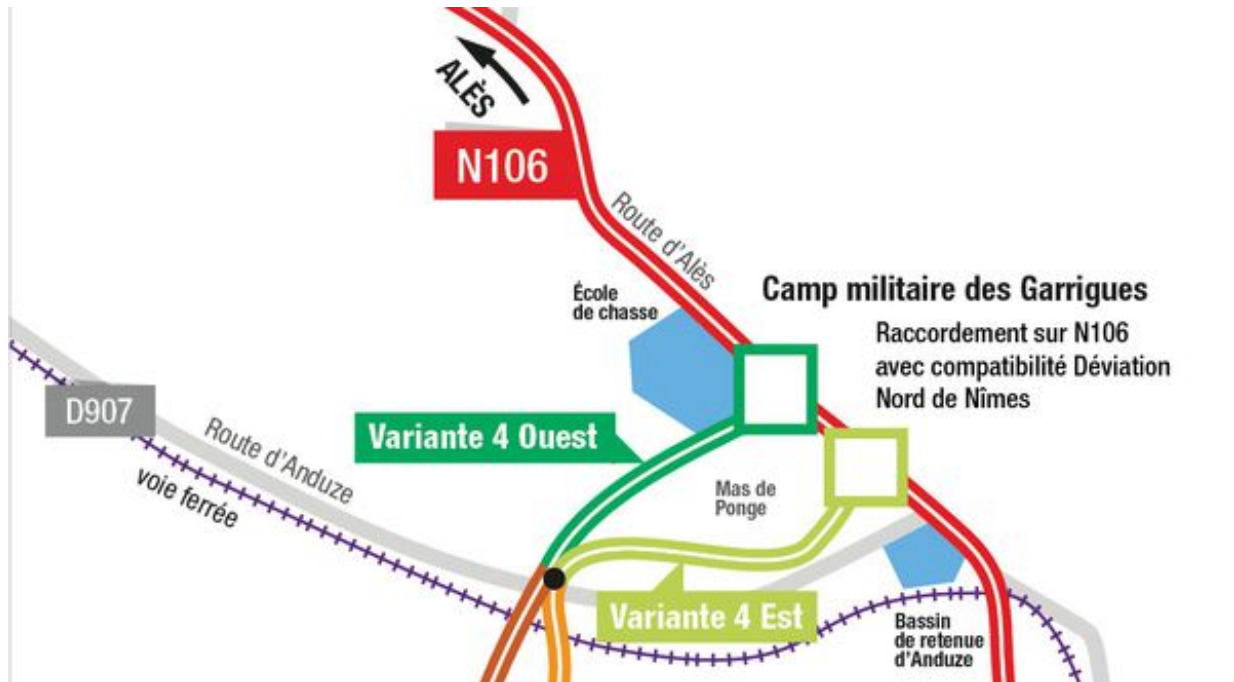 ALÈS
N106
Route d'Alès
École
de chasse
Camp militaire des Garrigues
Raccordement sur N106
avec compatibilité Déviation
Nord de Nîmes
D907
Route d'Anduze
voie ferrée
Variante 4 Ouest
Mas de
Ponge
Variante 4 Est
Bassin
de retenue
d'Anduze